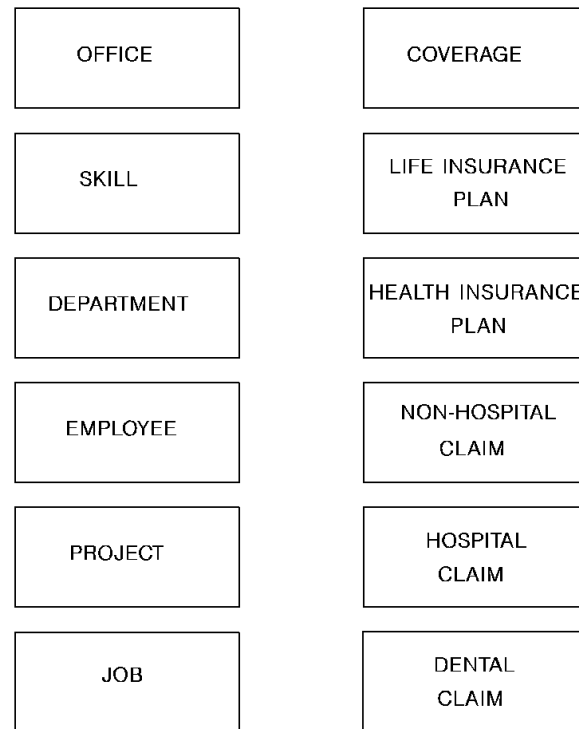 OFFICE
COVERAGE
SKILL
LIFE INSURANCE
PLAN
DEPARTMENT
HEALTH INSURANCE
PLAN
EMPLOYEE
NON-HOSPITAL
CLAIM
PROJECT
HOSPITAL
CLAIM
JOB
DENTAL
CLAIM